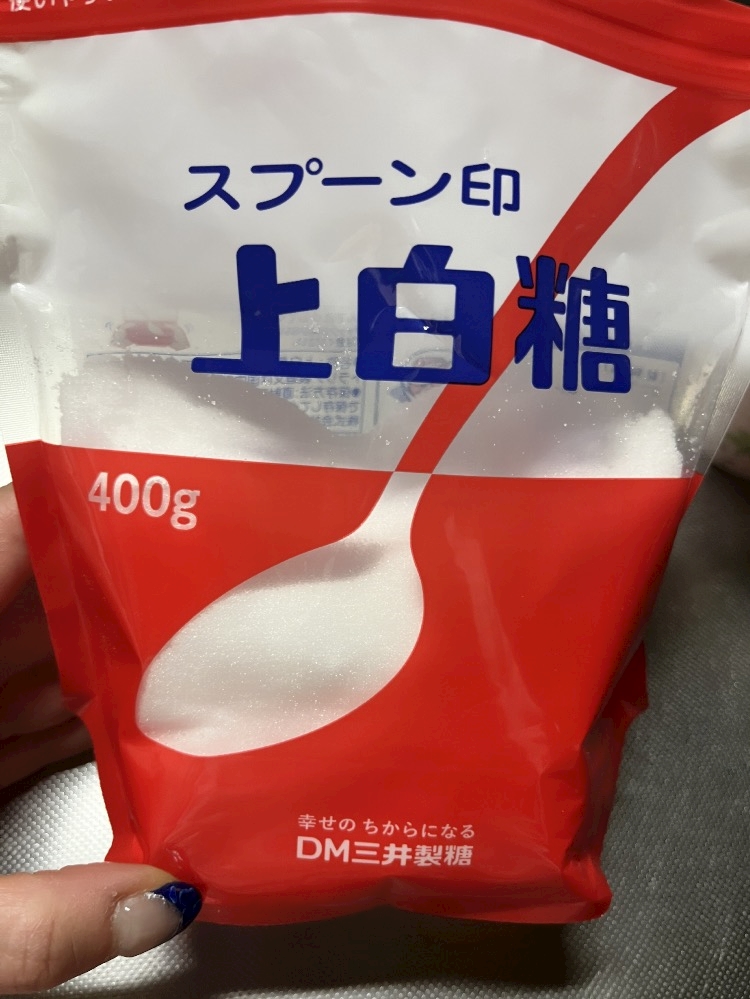 スプーン印
上白糖
400g
幸せの ちからになる
DM三井製糖